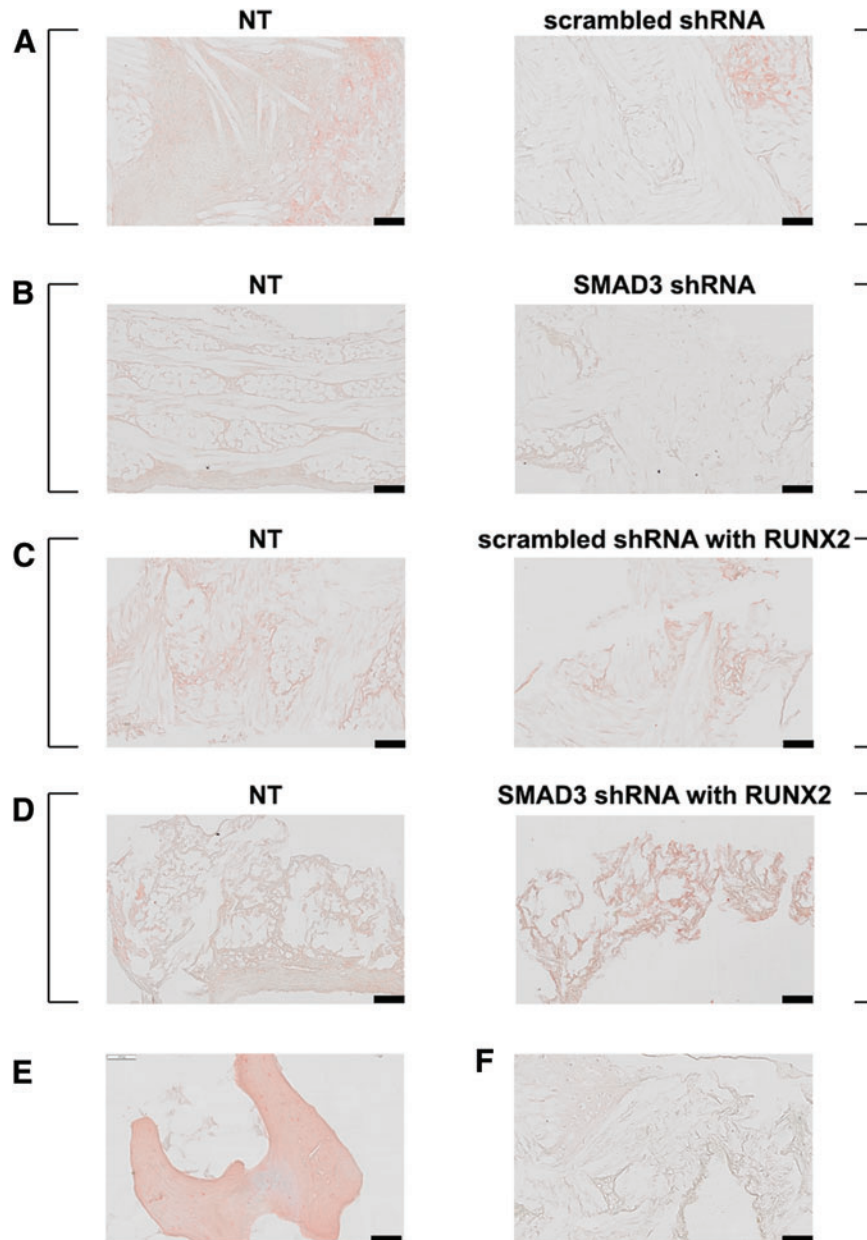 A
NT
scrambled shRNA
B
NT
SMAD3 shRNA
C
NT
scrambled shRNA with RUNX2
D
NT
SMAD3 shRNA with RUNX2
E
F